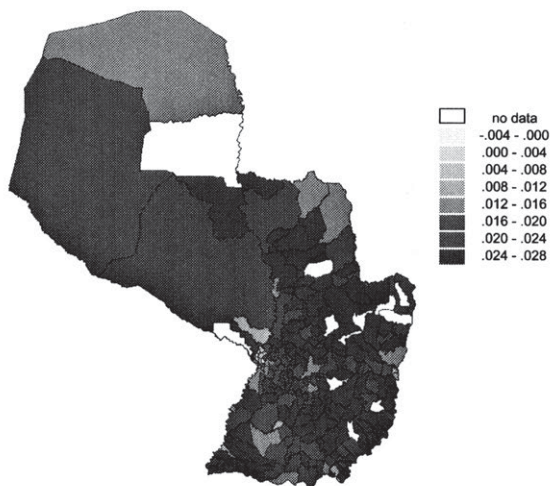 no data
-.004 - .000
.000 - .004
.004 - .008
.008 - .012
.012 - .016
.016 - .020
.020 - .024
.024 - .028